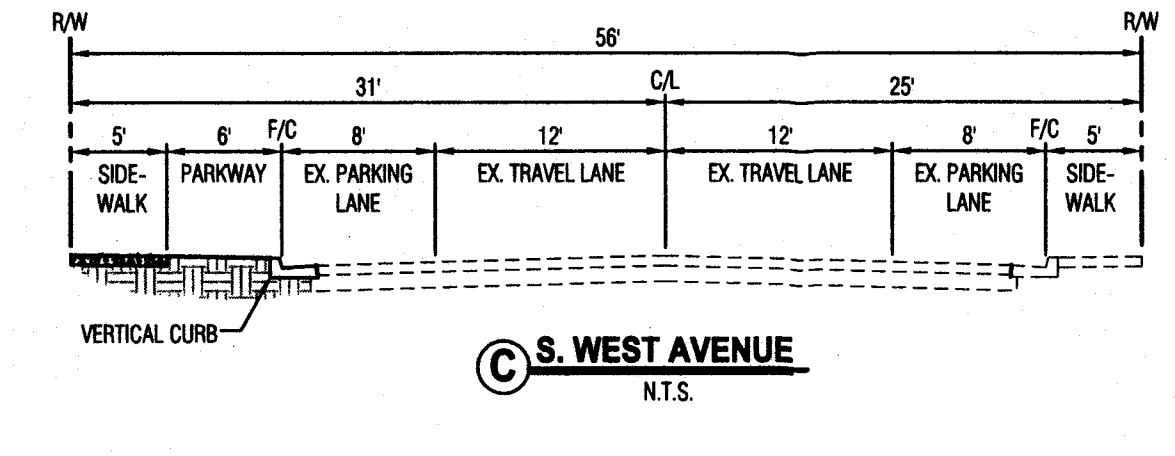 R/W
R/W
56'
31'
C/L
25'
5'
6'
F/C
8'
12'
12'
8'
F/C
5'
SIDE-
WALK
PARKWAY
EX. PARKING
LANE
EX. TRAVEL LANE
EX. TRAVEL LANE
EX. PARKING
LANE
SIDE-
WALK
VERTICAL CURB
C
S. WEST AVENUE
N.T.S.